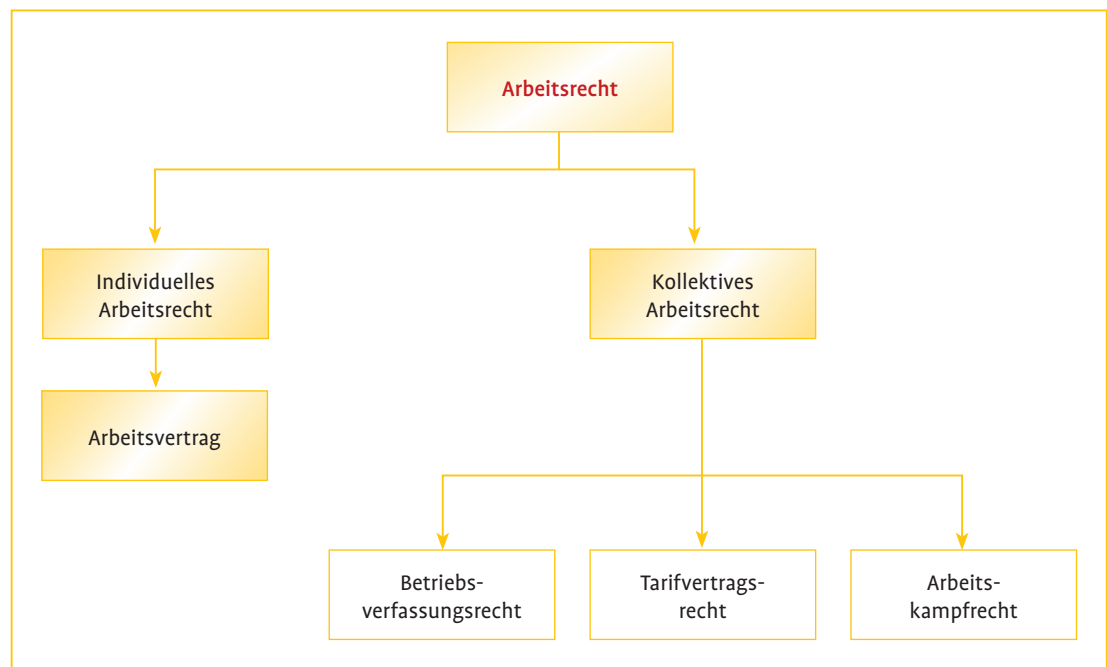 Arbeitsrecht
Individuelles
Arbeitsrecht
Kollektives
Arbeitsrecht
Arbeitsvertrag
Betriebs-
verfassungsrecht
Tarifvertrags-
recht
Arbeits-
kampfrecht